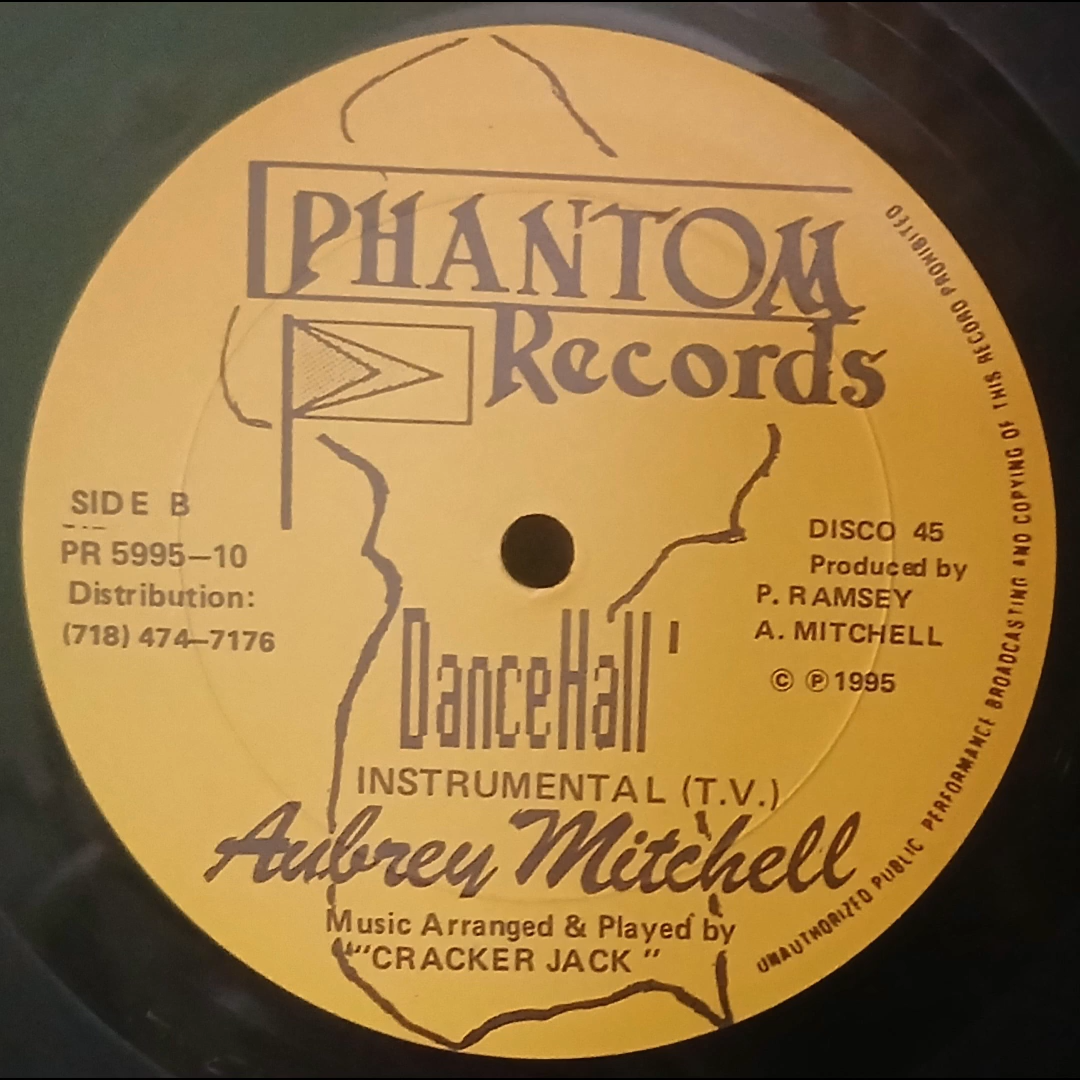 PHANTOM
Records
SIDE B
PR 5995—10
Distribution:
(718) 474—7176
DISCO 45
Produced by
P. RAMSEY
A. MITCHELL
© ℗ 1995
DanceHall'
INSTRUMENTAL (T.V.)
Aubrey Mitchell
Music Arranged & Played by
""CRACKER JACK "
UNAUTHORIZED PUBLIC PERFORMANCE BROADCASTING AND COPYING OF THIS RECORD PROHIBITED